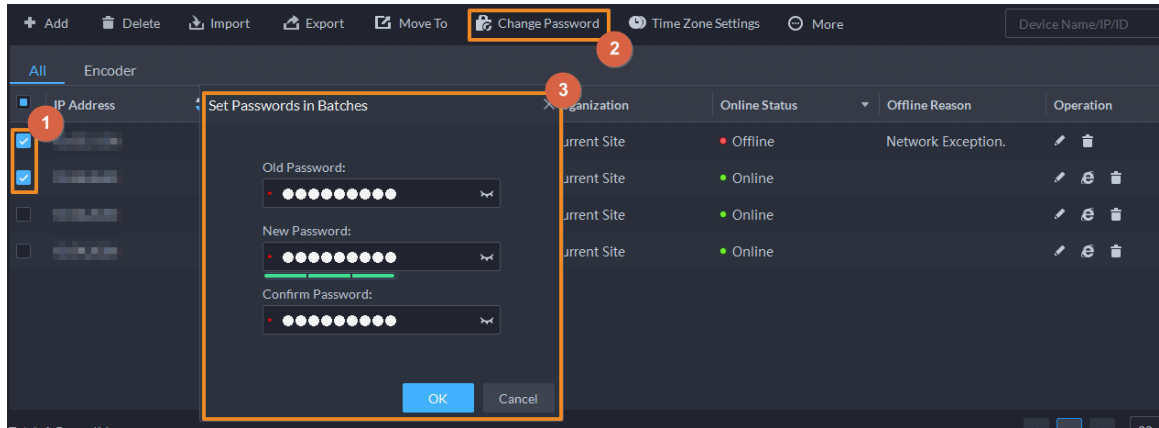 Add Delete Import Export Move To Change Password Time Zone Settings More Device Name/IP/ID
2
All Encoder
3
IP Address Set Passwords in Batches rganization Online Status Offline Reason Operation
1
urrent Site Offline Network Exception.
Old Password:
urrent Site Online
urrent Site Online
New Password:
urrent Site Online
Confirm Password:
OK Cancel